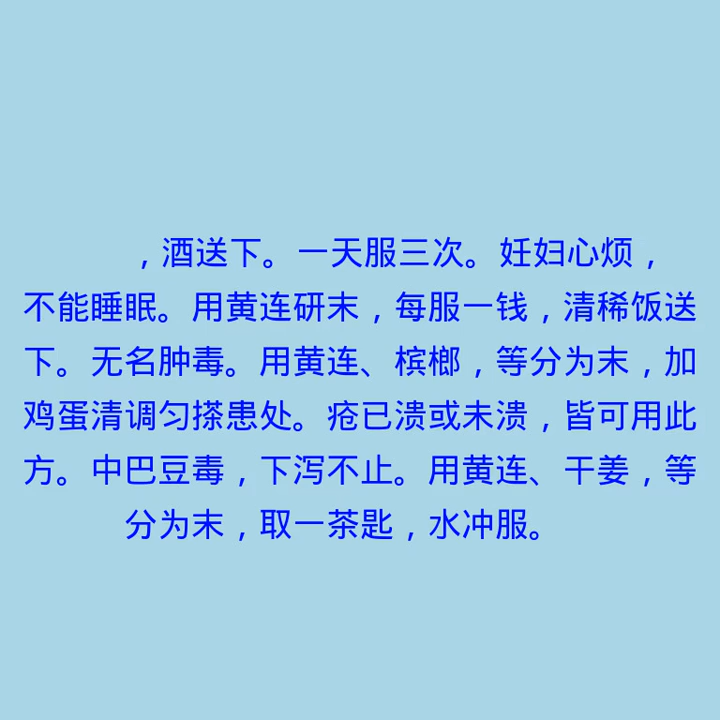 ，酒送下。一天服三次。妊妇心烦，
不能睡眠。用黄连研末，每服一钱，清稀饭送
下。无名肿毒。用黄连、槟榔，等分为末，加
鸡蛋清调匀搽患处。疮已溃或未溃，皆可用此
方。中巴豆毒，下泻不止。用黄连、干姜，等
分为末，取一茶匙，水冲服。